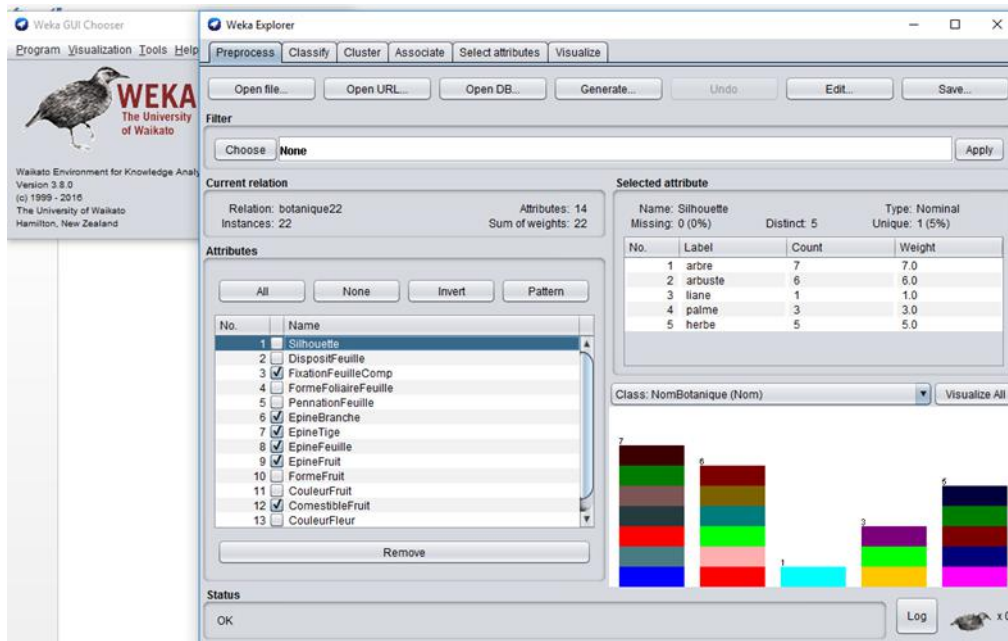 Weka GUI Chooser
Program Visualization Tools Help
WEKA
The University
of Waikato
Waikato Environment for Knowledge Analy
Version 3.8.0
(c) 1999 - 2016
The University of Waikato
Hamilton, New Zealand
Weka Explorer
Preprocess Classify Cluster Associate Select attributes Visualize
Open file... Open URL... Open DB... Generate... Undo Edit... Save...
Filter
Choose None Apply
Current relation
Relation: botanique22 Attributes: 14
Instances: 22 Sum of weights: 22
Attributes
All None Invert Pattern
No. Name
1 Silhouette
2 DispositFeuille
3 FixationFeuilleComp
4 FormeFoliaireFeuille
5 PennationFeuille
6 EpineBranche
7 EpineTige
8 EpineFeuille
9 EpineFruit
10 FormeFruit
11 CouleurFruit
12 ComestibleFruit
13 CouleurFleur
Remove
Selected attribute
Name: Silhouette Type: Nominal
Missing: 0 (0%) Distinct: 5 Unique: 1 (5%)
No. Label Count Weight
1 arbre 7 7.0
2 arbuste 6 6.0
3 liane 1 1.0
4 palme 3 3.0
5 herbe 5 5.0
Class: NomBotanique (Nom) Visualize All
7
6
1
3
5
Status
OK
Log x 0